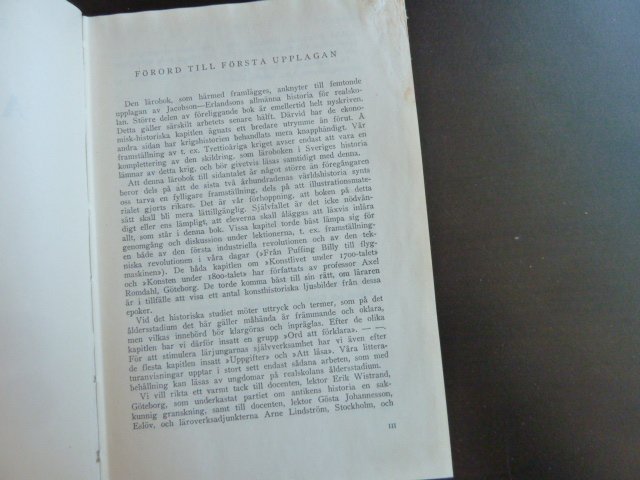 FÖRORD TILL FÖRSTA UPPLAGAN
Den lärobok, som härmed framlägges, anknyter till femtonde
upplagan av Jacobson—Erlandsons allmänna historia för realsko-
lan. Större delen av föreliggande bok är emellertid helt nyskriven.
Detta gäller särskilt arbetets senare hälft. Därvid har de ekono-
misk-historiska kapitlen ägnats ett bredare utrymme än förut. Å
andra sidan har krigshistorien behandlats mera knapphändigt. Vår
framställning av t. ex. Trettioåriga kriget avser endast att vara en
komplettering av den skildring, som läroboken i Sveriges historia
lämnar av detta krig, och bör givetvis läsas samtidigt med denna.
Att denna lärobok till sidantalet är något större än föregångaren
beror dels på att de sista två århundradenas världshistoria synts
oss tarva en fylligare framställning, dels på att illustrationsmate-
rialet gjorts rikare. Det är vår förhoppning, att boken på detta
sätt skall bli mera lättillgänglig. Självfallet är det icke nödvän-
digt eller ens lämpligt, att eleverna skall åläggas att läxvis inlära
allt, som står i denna bok. Vissa kapitel torde bäst lämpa sig för
genomgång och diskussion under lektionerna, t. ex. framställning-
en både av den första industriella revolutionen och av den tek-
niska revolutionen i våra dagar (»Från Puffing Billy till flyg-
maskinen»). De båda kapitlen om »Konstlivet under 1700-talet»
och »Konsten under 1800-talet» har författats av professor Axel
Romdahl, Göteborg. De torde komma bäst till sin rätt, om läraren
är i tillfälle att visa ett antal konsthistoriska ljusbilder från dessa
epoker.
Vid det historiska studiet möter uttryck och termer, som på det
åldersstadium det här gäller måhända är främmande och oklara,
men vilkas innebörd bör klargöras och inpräglas. Efter de olika
kapitlen har vi därför insatt en grupp »Ord att förklara». — —.
För att stimulera lärjungarnas självverksamhet har vi även efter
de flesta kapitlen insatt »Uppgifter» och »Att läsa». Våra littera-
turanvisningar upptar i stort sett endast sådana arbeten, som med
behållning kan läsas av ungdomar på realskolans åldersstadium.
Vi vill rikta ett varmt tack till docenten, lektor Erik Wistrand,
Göteborg, som underkastat partiet om antikens historia en sak-
kunnig granskning, samt till docenten, lektor Gösta Johannesson,
Eslöv, och läroverksadjunkterna Arne Lindström, Stockholm, och
III